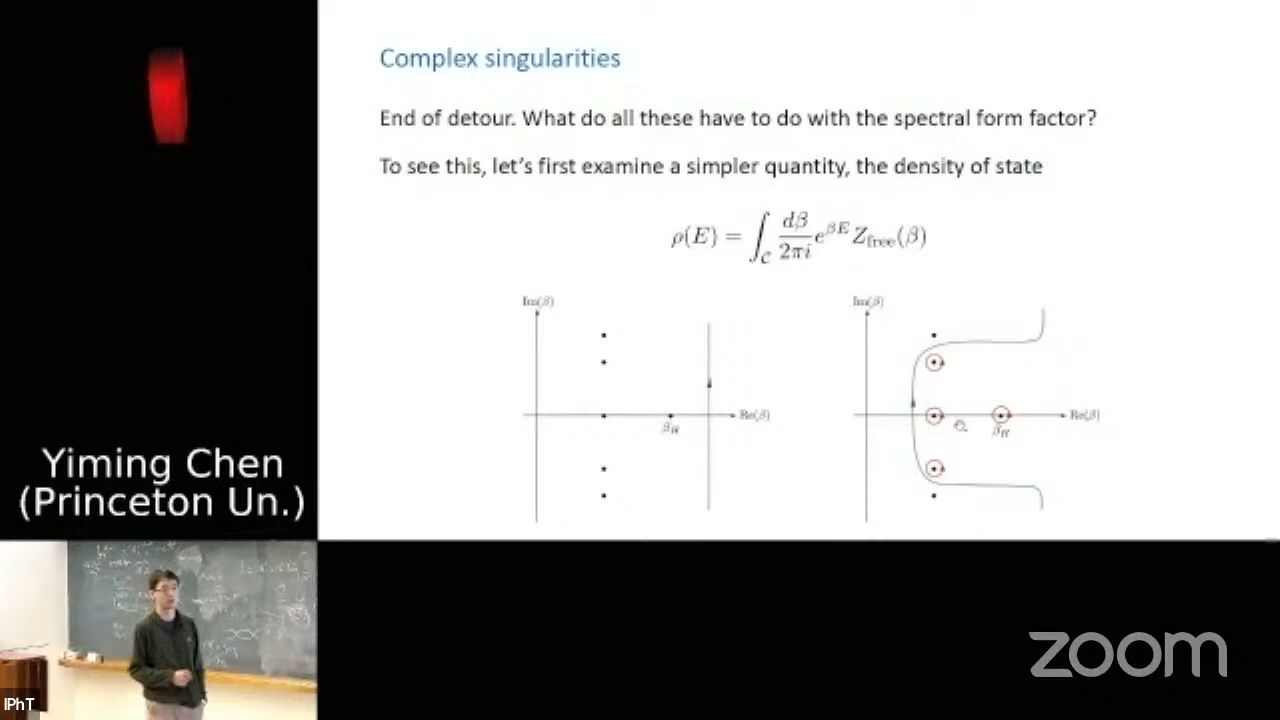 Complex singularities
End of detour. What do all these have to do with the spectral form factor?
To see this, let's first examine a simpler quantity, the density of state
ρ(E) = ∫_C dβ/2πi e^{βE} Z_free(β)
Im(β)
Re(β)
β_H
Im(β)
Re(β)
β_H
Yiming Chen
(Princeton Un.)
IPhT
zoom